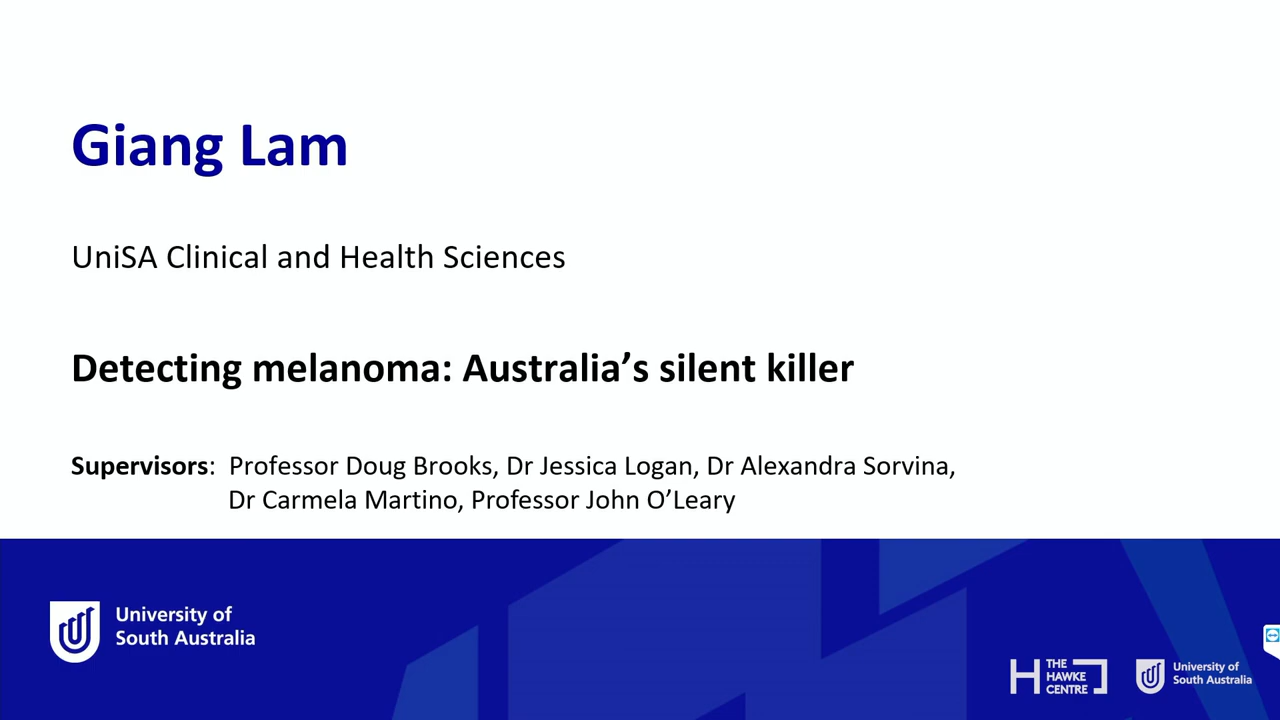 Giang Lam
UniSA Clinical and Health Sciences
Detecting melanoma: Australia’s silent killer
Supervisors: Professor Doug Brooks, Dr Jessica Logan, Dr Alexandra Sorvina,
Dr Carmela Martino, Professor John O’Leary
University of
South Australia
THE
HAWKE
CENTRE
University of
South Australia